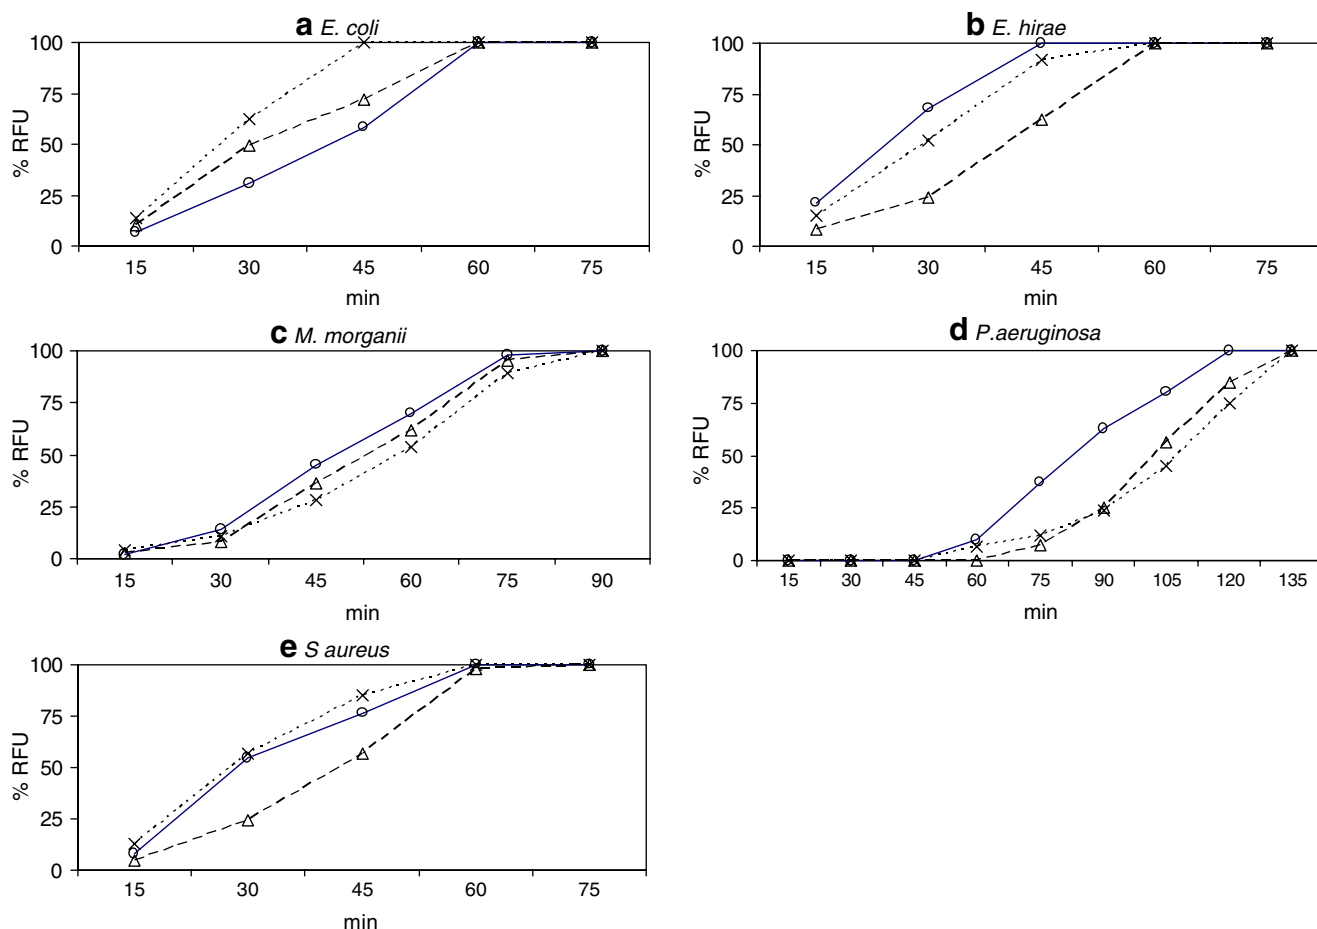 a E. coli
100
75
50
25
0
% RFU
15 30 45 60 75
min
b E. hirae
100
75
50
25
0
% RFU
15 30 45 60 75
min
c M. morganii
100
75
50
25
0
% RFU
15 30 45 60 75 90
min
d P.aeruginosa
100
75
50
25
0
% RFU
15 30 45 60 75 90 105 120 135
min
e S aureus
100
75
50
25
0
% RFU
15 30 45 60 75
min